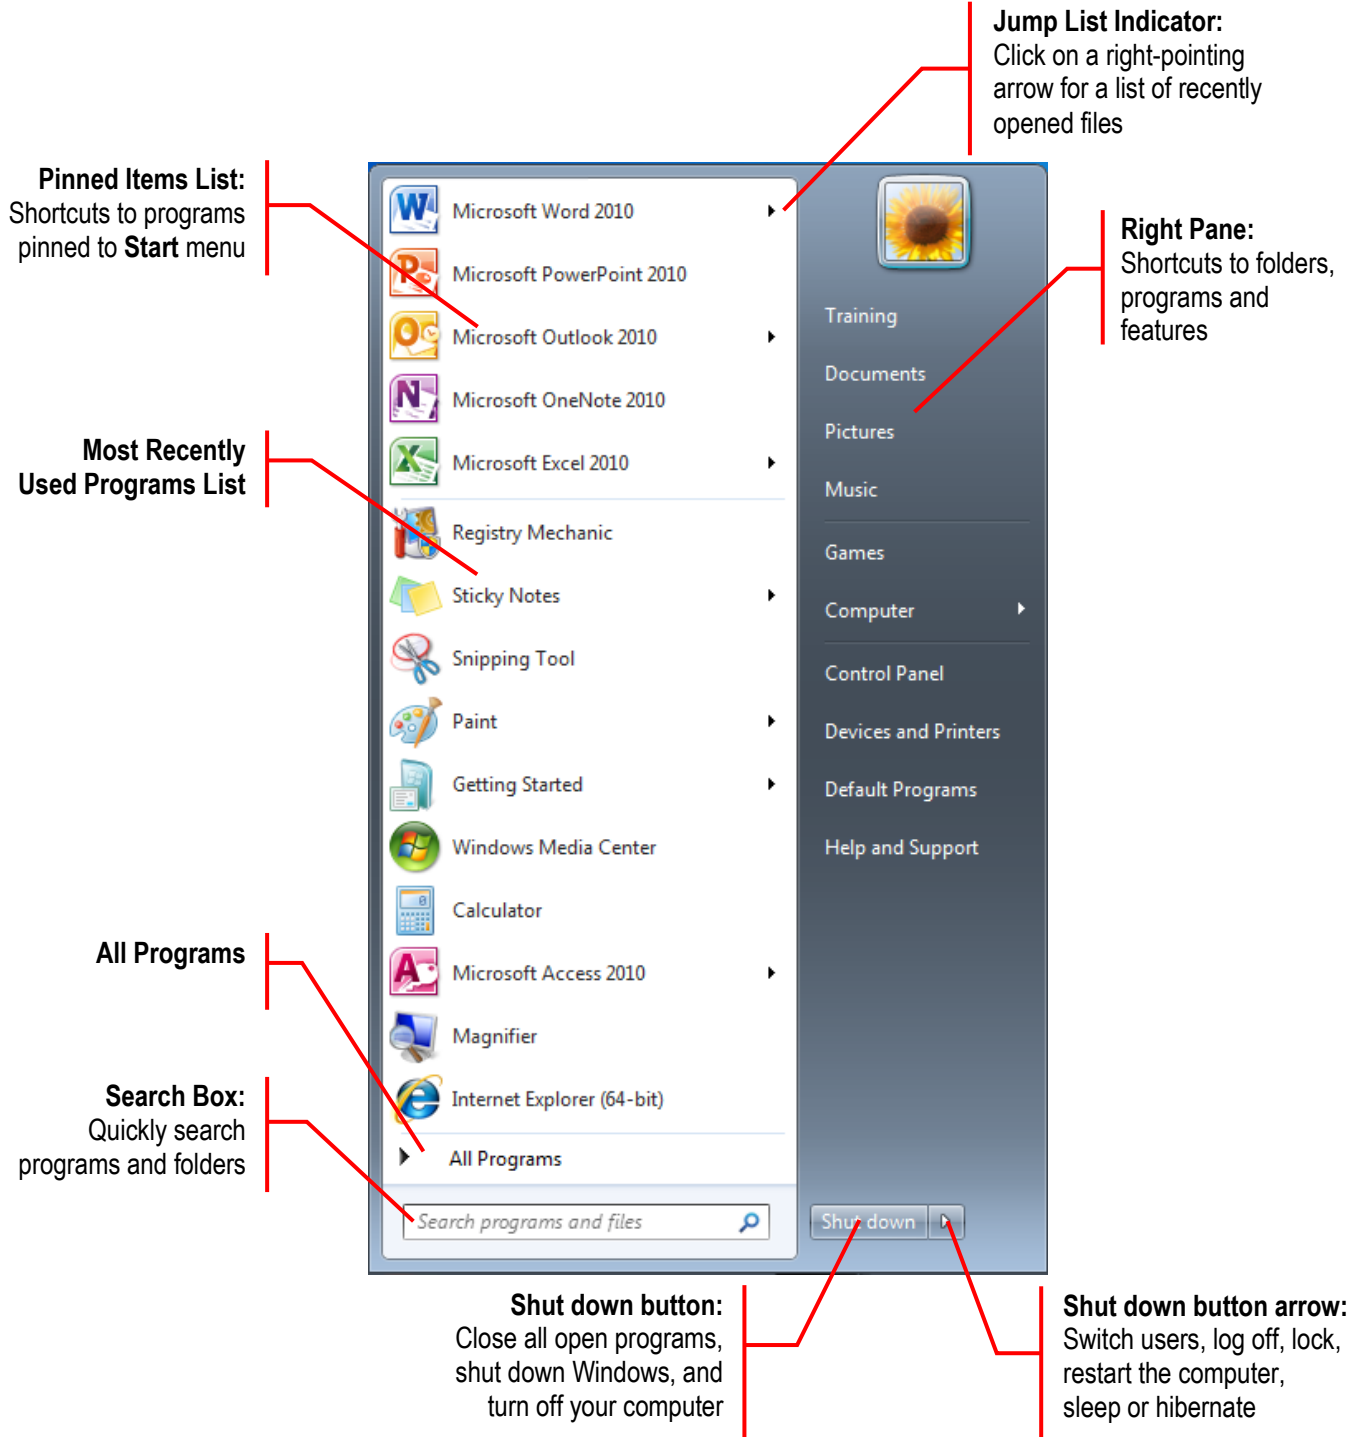 Jump List Indicator:
Click on a right-pointing
arrow for a list of recently
opened files
Pinned Items List:
Shortcuts to programs
pinned to Start menu
Most Recently
Used Programs List
All Programs
Search Box:
Quickly search
programs and folders
Microsoft Word 2010
Microsoft PowerPoint 2010
Microsoft Outlook 2010
Microsoft OneNote 2010
Microsoft Excel 2010
Registry Mechanic
Sticky Notes
Snipping Tool
Paint
Getting Started
Windows Media Center
Calculator
Microsoft Access 2010
Magnifier
Internet Explorer (64-bit)
All Programs
Search programs and files
Training
Documents
Pictures
Music
Games
Computer
Control Panel
Devices and Printers
Default Programs
Help and Support
Shut down
Right Pane:
Shortcuts to folders,
programs and
features
Shut down button:
Close all open programs,
shut down Windows, and
turn off your computer
Shut down button arrow:
Switch users, log off, lock,
restart the computer,
sleep or hibernate